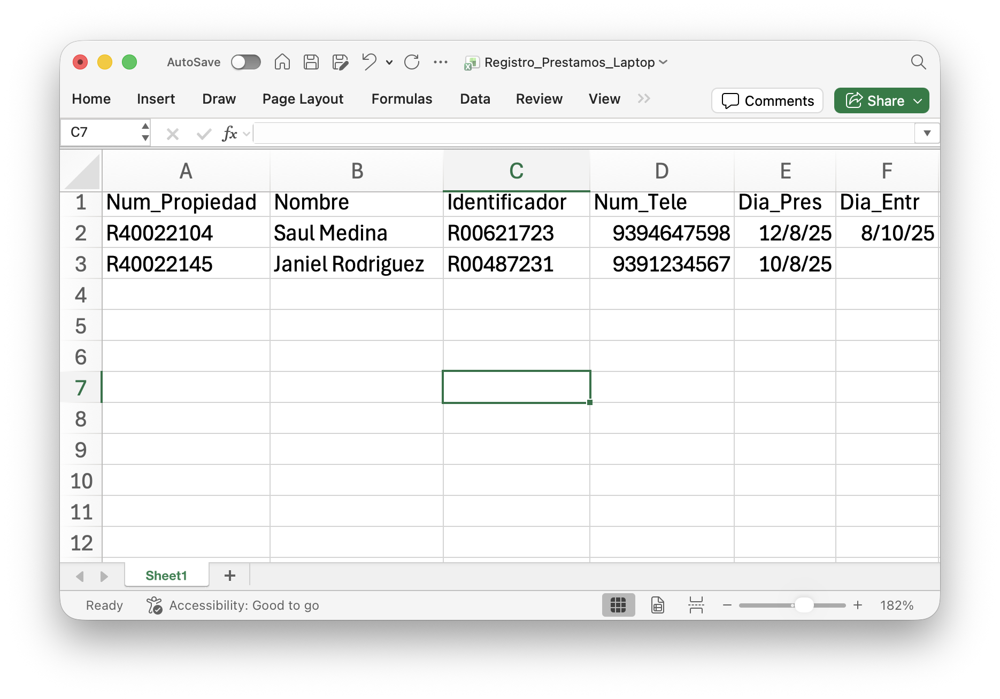 AutoSave
Registro_Prestamos_Laptop
Home Insert Draw Page Layout Formulas Data Review View Comments Share
C7 fx
A B C D E F
1 Num_Propiedad Nombre Identificador Num_Tele Dia_Pres Dia_Entr
2 R40022104 Saul Medina R00621723 9394647598 12/8/25 8/10/25
3 R40022145 Janiel Rodriguez R00487231 9391234567 10/8/25
4
5
6
7
8
9
10
11
12
Sheet1 +
Ready Accessibility: Good to go 182%